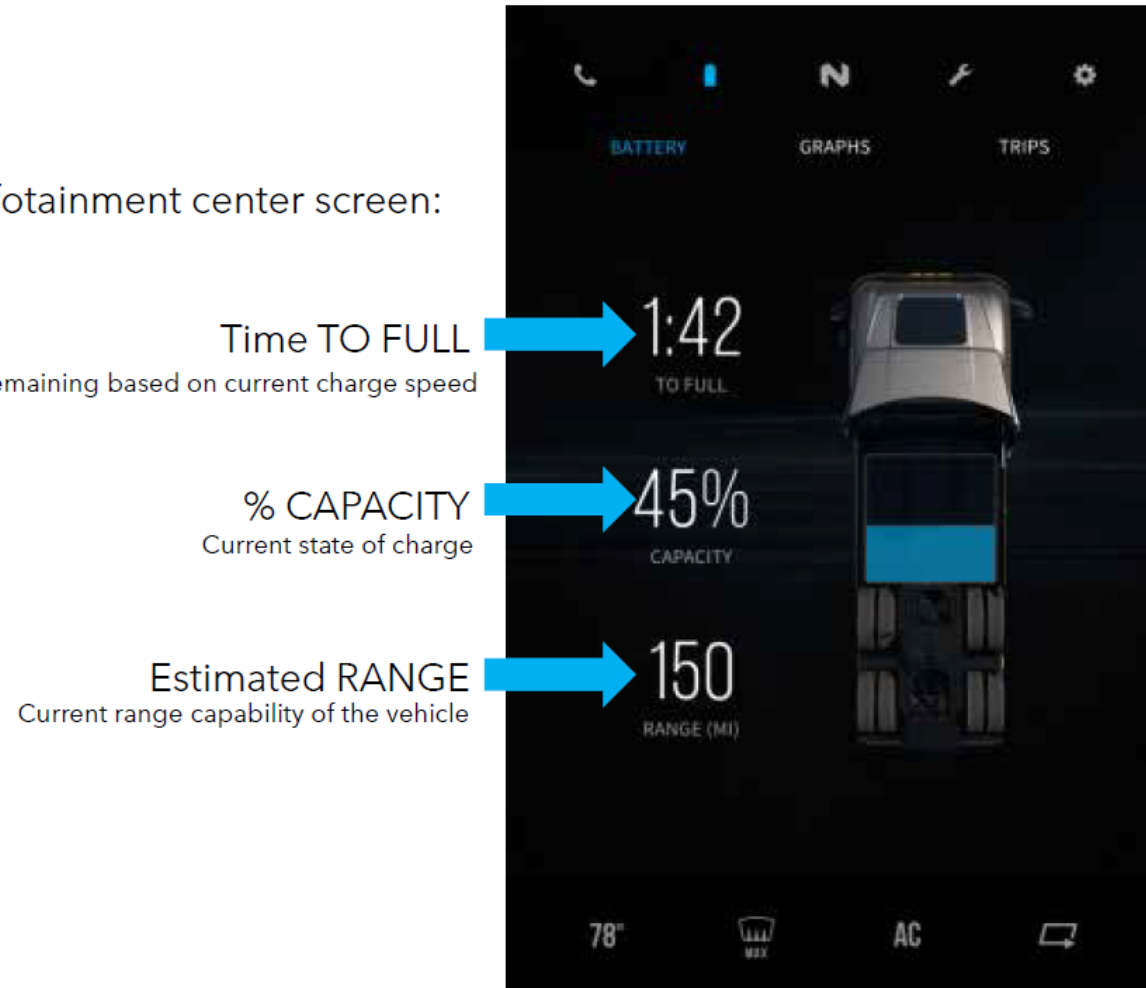 BATTERY GRAPHS TRIPS
otainment center screen:
Time TO FULL
emaining based on current charge speed
1:42
TO FULL
% CAPACITY
Current state of charge
45%
CAPACITY
Estimated RANGE
Current range capability of the vehicle
150
RANGE (MI)
78° MAX AC